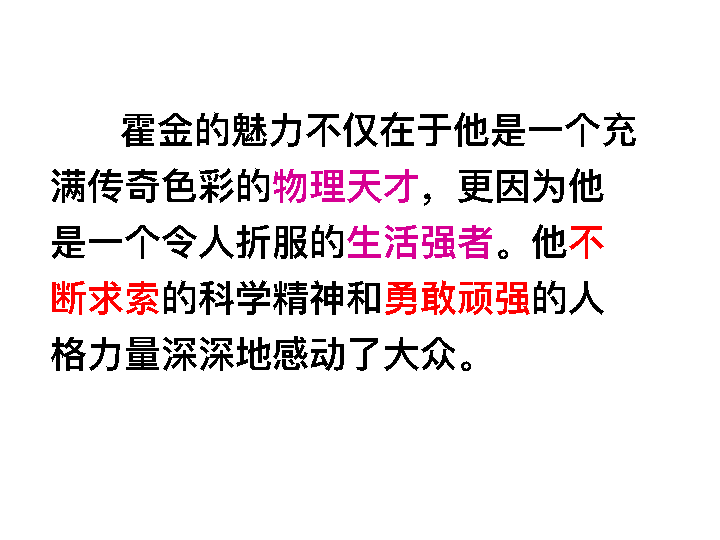 霍金的魅力不仅在于他是一个充
满传奇色彩的物理天才，更因为他
是一个令人折服的生活强者。他不
断求索的科学精神和勇敢顽强的人
格力量深深地感动了大众。